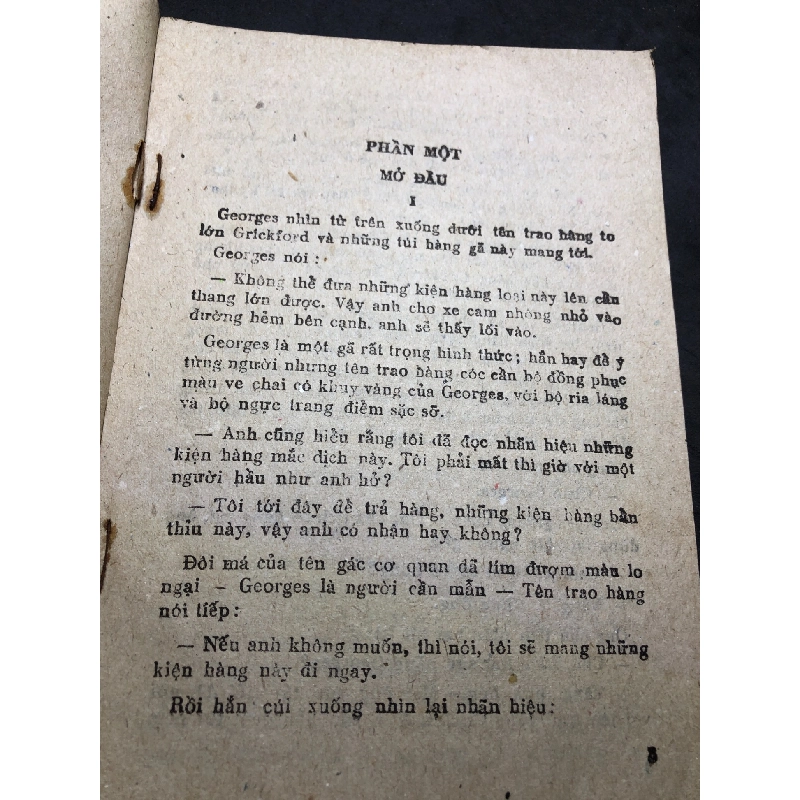 PHẦN MỘT
MỞ ĐẦU
I
Georges nhìn từ trên xuống dưới tên trao hàng to
lớn Grickford và những túi hàng gã này mang tới.
Georges nói :
— Không thể đưa những kiện hàng loại này lên cần
thang lớn được. Vậy anh cho xe cam nhông nhỏ vào
đường hẻm bên cạnh. anh sẽ thấy lối vào.
Georges là một gã rất trọng hình thức ; hắn hay để ý
từng người nhưng tên trao hàng cóc cần bộ đồng phục
màu ve chai có khuy vàng của Georges, với bộ ria láng
và bộ ngực trang điểm sặc sỡ.
— Anh cũng hiểu rằng tôi đã đọc nhãn hiệu những
kiện hàng mắc dịch này. Tôi phải mất thì giờ với một
người hầu như anh hở?
— Tôi tới đây để trả hàng, những kiện hàng bần
thỉu này, vậy anh có nhận hay không?
Đôi má của tên gác cơ quan đã tím đượm màu lo
ngại — Georges là người cần mẫn — Tên trao hàng
nói tiếp:
— Nếu anh không muốn, thì nói, tôi sẽ mang những
kiện hàng này đi ngay.
Rồi hắn cúi xuống nhìn lại nhãn hiệu: